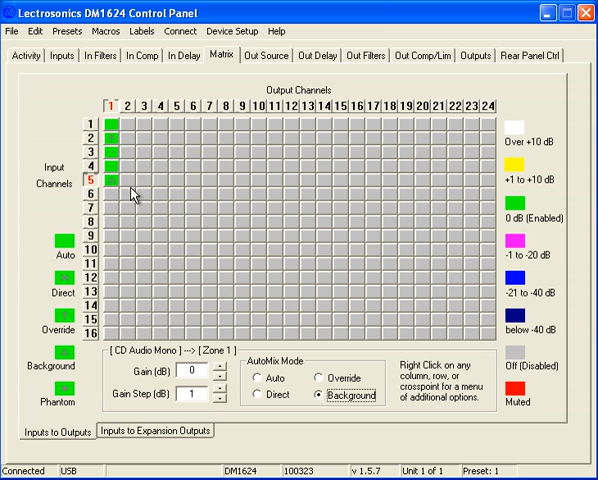 Lectrosonics DM1624 Control Panel
File Edit Presets Macros Labels Connect Device Setup Help
Activity Inputs In Filters In Comp In Delay Matrix Out Source Out Delay Out Filters Out Comp/Lim Outputs Rear Panel Ctrl
Output Channels
1 2 3 4 5 6 7 8 9 10 11 12 13 14 15 16 17 18 19 20 21 22 23 24
Input
Channels
1
2
3
4
5
6
7
8
9
10
11
12
13
14
15
16
Auto
Direct
Override
Background
Phantom
Over +10 dB
+1 to +10 dB
0 dB (Enabled)
-1 to -20 dB
-21 to -40 dB
below -40 dB
Off (Disabled)
Muted
[ CD Audio Mono ] ---> [ Zone 1 ]
Gain (dB) 0
Gain Step (dB) 1
AutoMix Mode
Auto Override
Direct Background
Right Click on any
column, row, or
crosspoint for a menu
of additional options.
Inputs to Outputs Inputs to Expansion Outputs
Connected USB DM1624 100323 v 1.5.7 Unit 1 of 1 Preset: 1